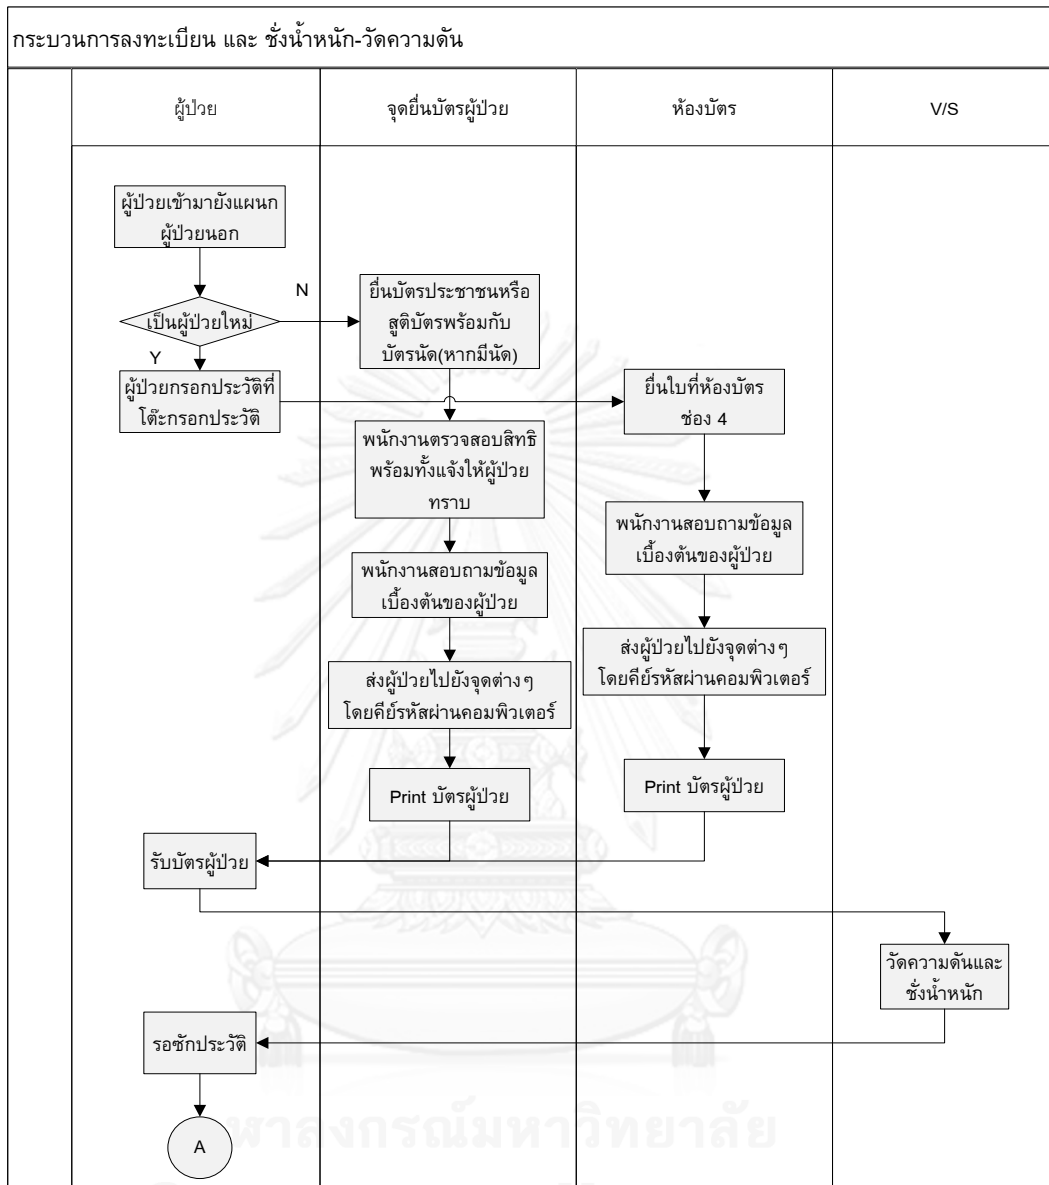 กระบวนการลงทะเบียน และ ชั่งน้ำหนัก-วัดความดัน
ผู้ป่วย
จุดยื่นบัตรผู้ป่วย
ห้องบัตร
V/S
ผู้ป่วยเข้ามายังแผนก
ผู้ป่วยนอก
เป็นผู้ป่วยใหม่
N
Y
ยื่นบัตรประชาชนหรือ
สูติบัตรพร้อมกับ
บัตรนัด(หากมีนัด)
ผู้ป่วยกรอกประวัติที่
โต๊ะกรอกประวัติ
ยื่นใบที่ห้องบัตร
ช่อง 4
พนักงานตรวจสอบสิทธิ
พร้อมทั้งแจ้งให้ผู้ป่วย
ทราบ
พนักงานสอบถามข้อมูล
เบื้องต้นของผู้ป่วย
พนักงานสอบถามข้อมูล
เบื้องต้นของผู้ป่วย
ส่งผู้ป่วยไปยังจุดต่างๆ
โดยคีย์รหัสผ่านคอมพิวเตอร์
ส่งผู้ป่วยไปยังจุดต่างๆ
โดยคีย์รหัสผ่านคอมพิวเตอร์
Print บัตรผู้ป่วย
Print บัตรผู้ป่วย
รับบัตรผู้ป่วย
วัดความดันและ
ชั่งน้ำหนัก
รอซักประวัติ
A
จุฬาลงกรณ์มหาวิทยาลัย